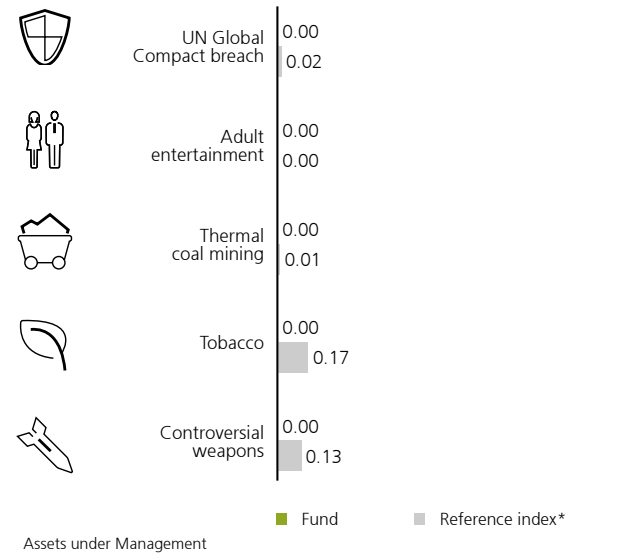 0.00
UN Global
Compact breach
0.02
0.00
Adult
entertainment
0.00
0.00
Thermal
coal mining
0.01
0.00
Tobacco
0.17
0.00
Controversial
weapons
0.13
Fund Reference index*
Assets under Management